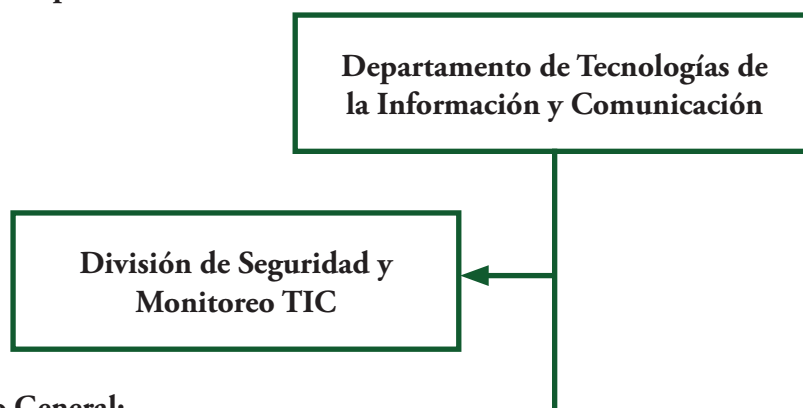 Departamento de Tecnologías de
la Información y Comunicación
División de Seguridad y
Monitoreo TIC
General: